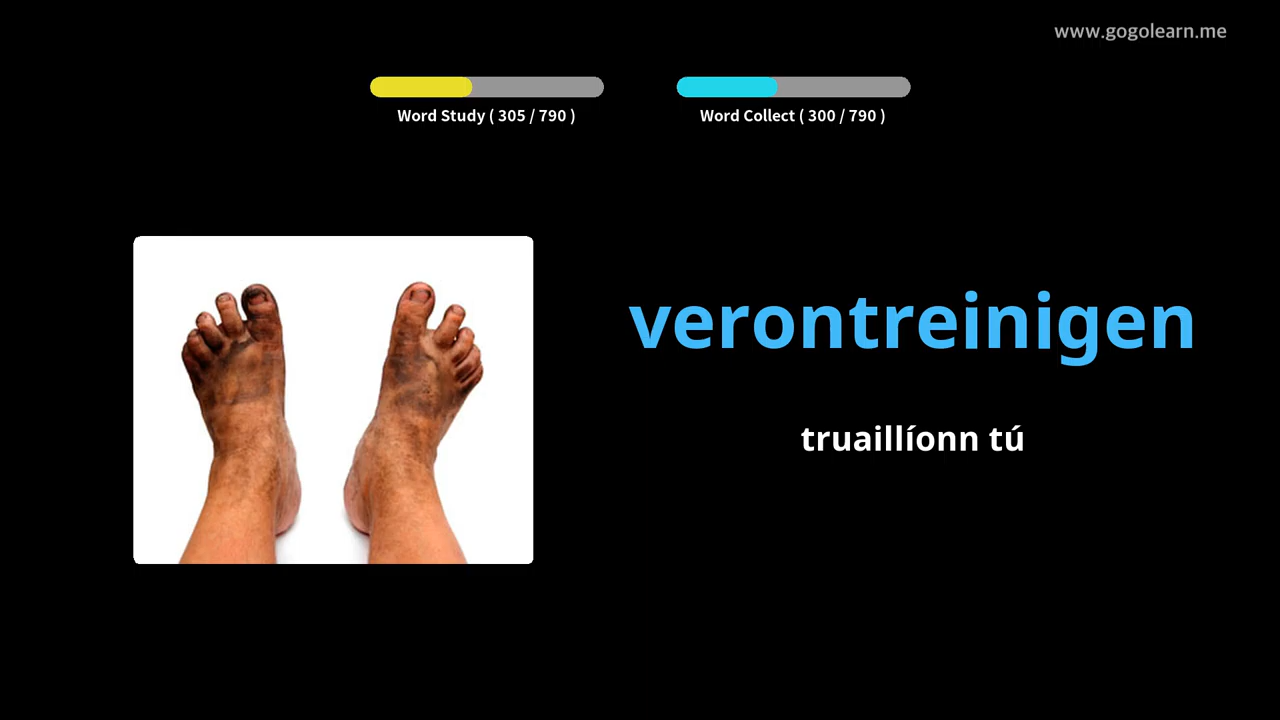 www.gogolearn.me
Word Study ( 305 / 790 )
Word Collect ( 300 / 790 )
verontreinigen
truaillíonn tú